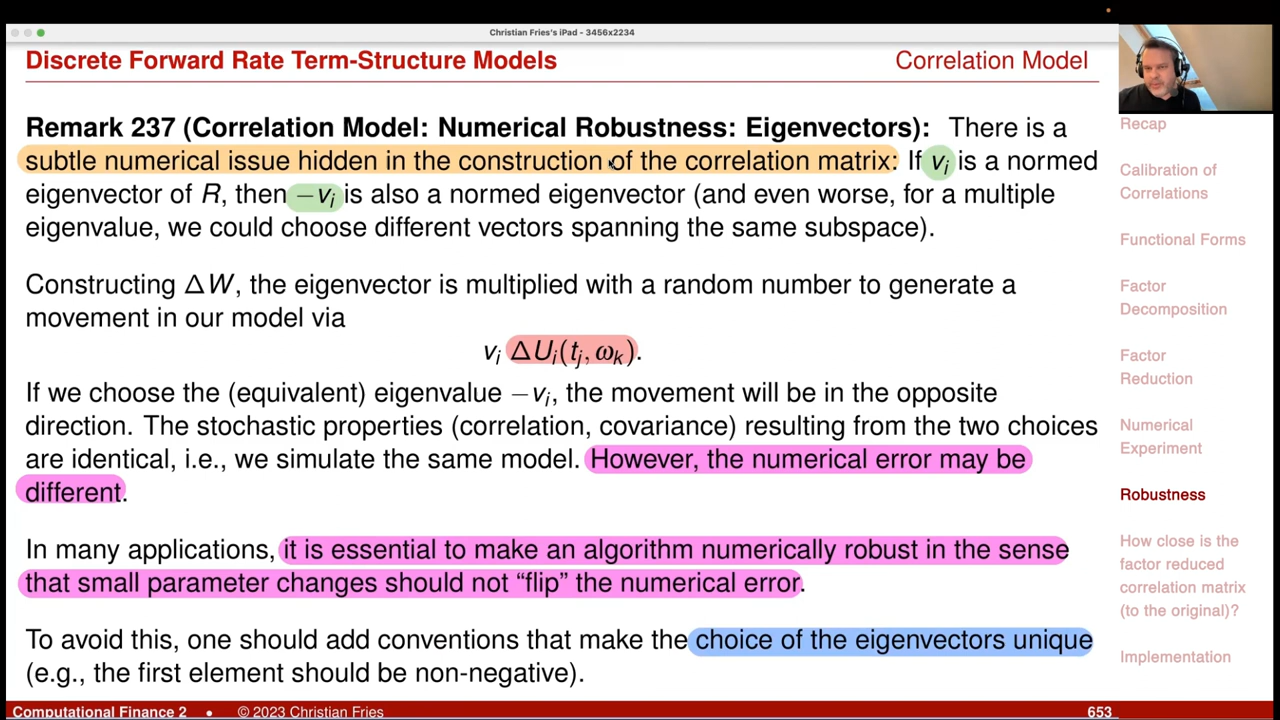 Christian Fries's iPad - 3456x2234
Discrete Forward Rate Term-Structure Models
Correlation Model
Remark 237 (Correlation Model: Numerical Robustness: Eigenvectors): There is a
subtle numerical issue hidden in the construction of the correlation matrix: If vᵢ is a normed
eigenvector of R, then −vᵢ is also a normed eigenvector (and even worse, for a multiple
eigenvalue, we could choose different vectors spanning the same subspace).
Constructing ΔW, the eigenvector is multiplied with a random number to generate a
movement in our model via
vᵢ ΔUᵢ(tⱼ, ωₖ).
If we choose the (equivalent) eigenvalue −vᵢ, the movement will be in the opposite
direction. The stochastic properties (correlation, covariance) resulting from the two choices
are identical, i.e., we simulate the same model. However, the numerical error may be
different.
In many applications, it is essential to make an algorithm numerically robust in the sense
that small parameter changes should not “flip” the numerical error.
To avoid this, one should add conventions that make the choice of the eigenvectors unique
(e.g., the first element should be non-negative).
Recap
Calibration of
Correlations
Functional Forms
Factor
Decomposition
Factor
Reduction
Numerical
Experiment
Robustness
How close is the
factor reduced
correlation matrix
(to the original)?
Implementation
Computational Finance 2 • © 2023 Christian Fries
653